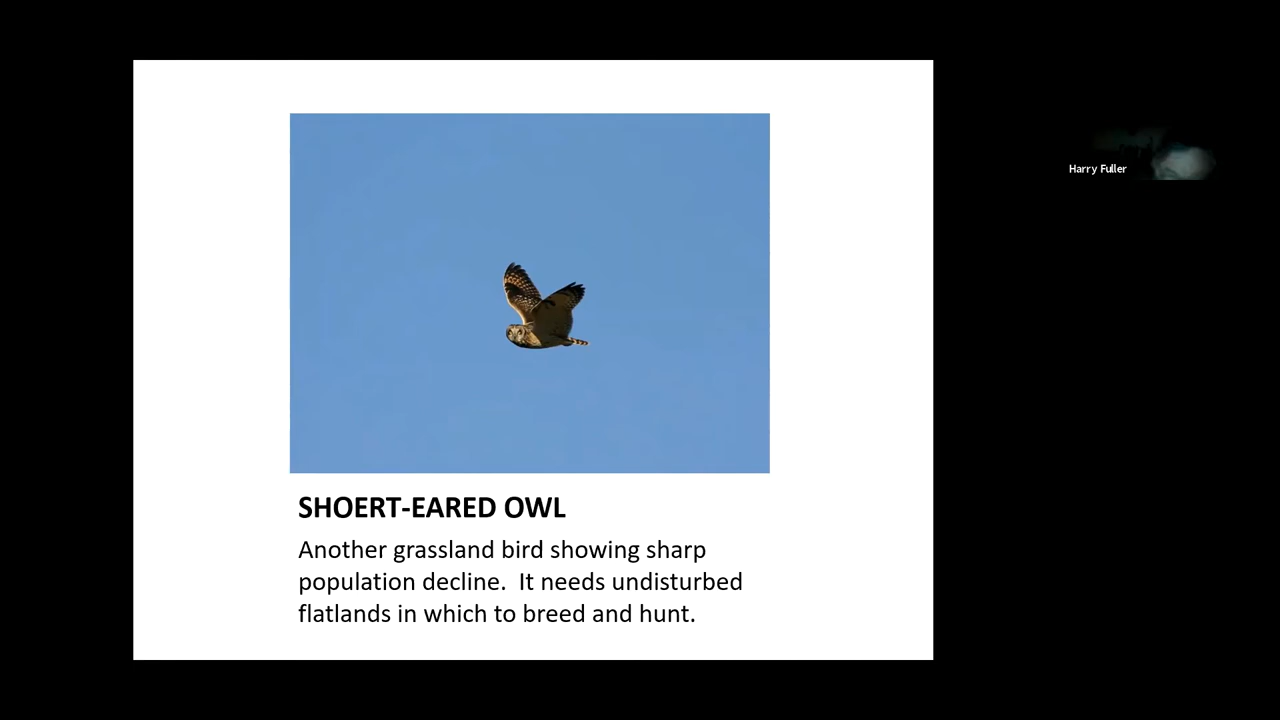 Harry Fuller
SHOERT-EARED OWL
Another grassland bird showing sharp
population decline.  It needs undisturbed
flatlands in which to breed and hunt.